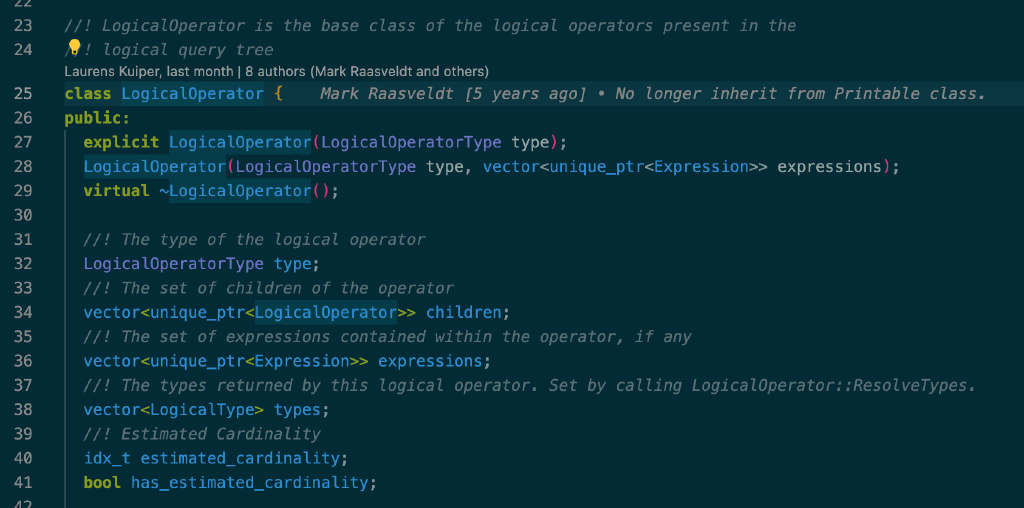 22
23 //! LogicalOperator is the base class of the logical operators present in the
24 //! logical query tree
Laurens Kuiper, last month | 8 authors (Mark Raasveldt and others)
25 class LogicalOperator { Mark Raasveldt [5 years ago] • No longer inherit from Printable class.
26 public:
27 explicit LogicalOperator(LogicalOperatorType type);
28 LogicalOperator(LogicalOperatorType type, vector<unique_ptr<Expression>> expressions);
29 virtual ~LogicalOperator();
30
31 //! The type of the logical operator
32 LogicalOperatorType type;
33 //! The set of children of the operator
34 vector<unique_ptr<LogicalOperator>> children;
35 //! The set of expressions contained within the operator, if any
36 vector<unique_ptr<Expression>> expressions;
37 //! The types returned by this logical operator. Set by calling LogicalOperator::ResolveTypes.
38 vector<LogicalType> types;
39 //! Estimated Cardinality
40 idx_t estimated_cardinality;
41 bool has_estimated_cardinality;
42